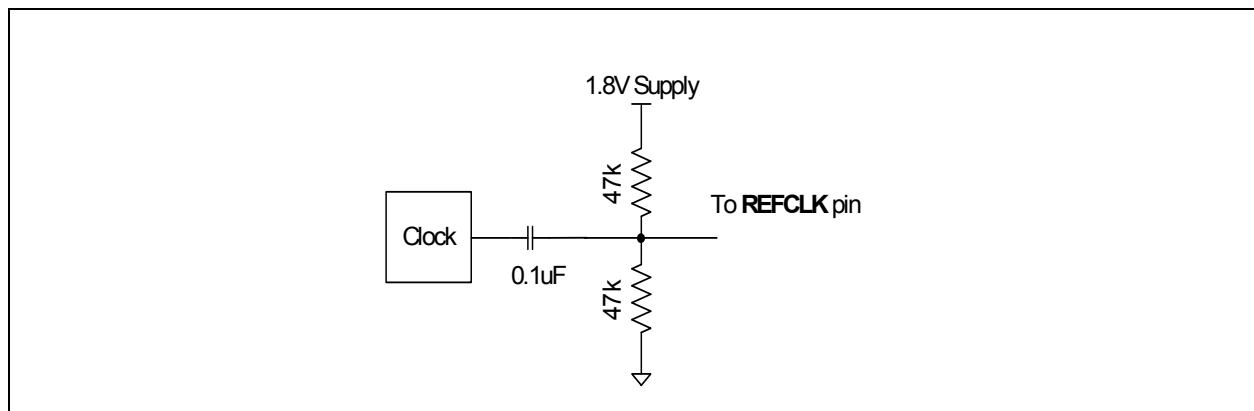 1.8V Supply
47k
To REFCLK pin
Clock
0.1uF
47k